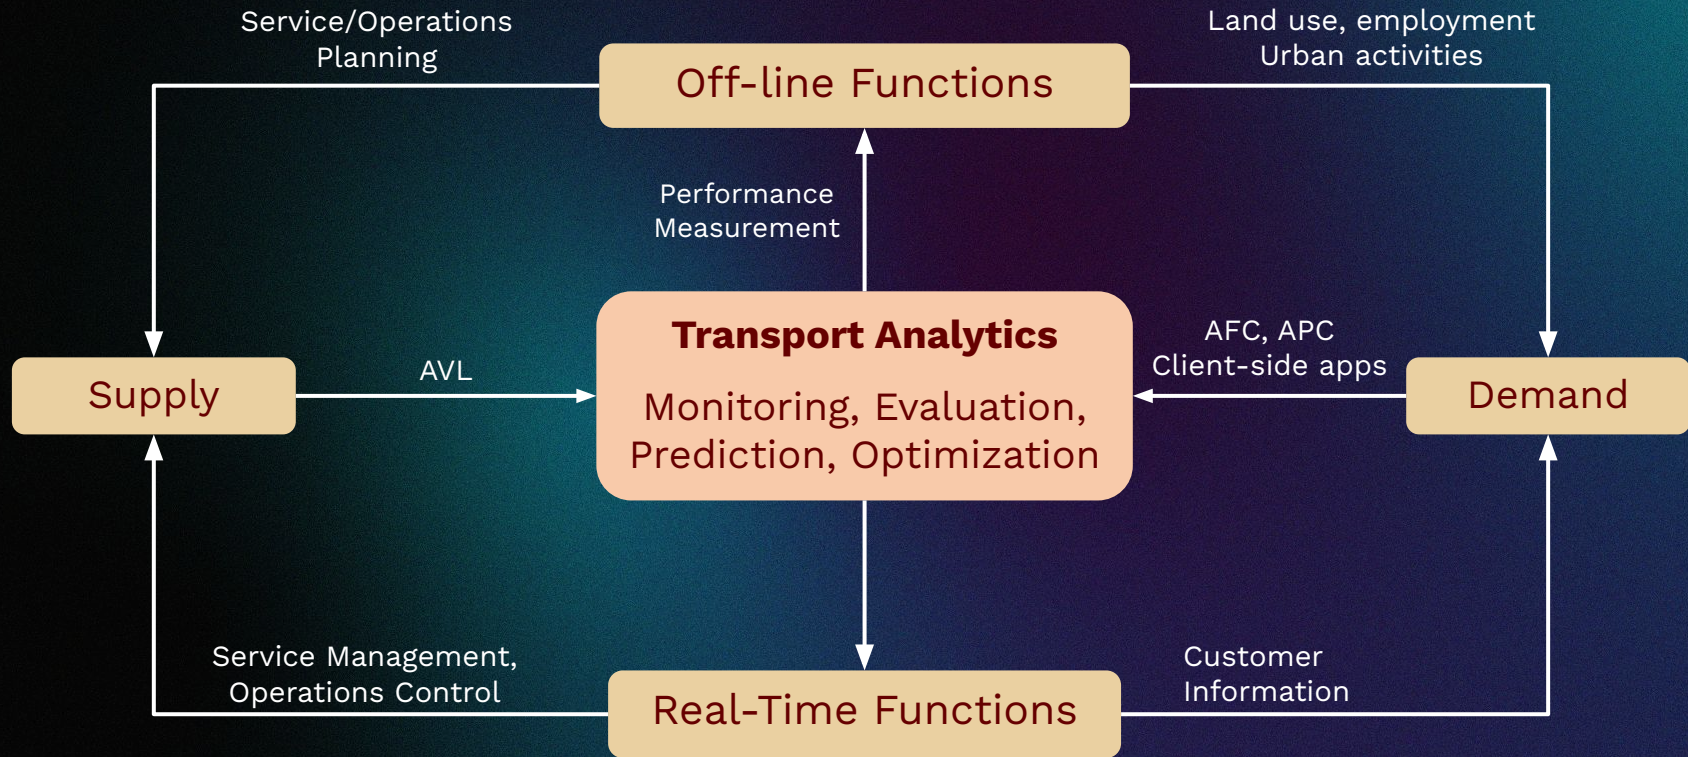 Service/Operations
Planning
Off-line Functions
Land use, employment
Urban activities
Performance
Measurement
Transport Analytics
Monitoring, Evaluation,
Prediction, Optimization
Supply
AVL
AFC, APC
Client-side apps
Demand
Service Management,
Operations Control
Real-Time Functions
Customer
Information